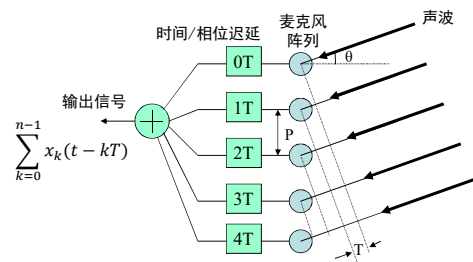 时间/相位延迟
麦克风
阵列
声波
0T
θ
输出信号
1T
P
2T
\sum_{k=0}^{n-1} x_k(t-kT)
3T
4T
T